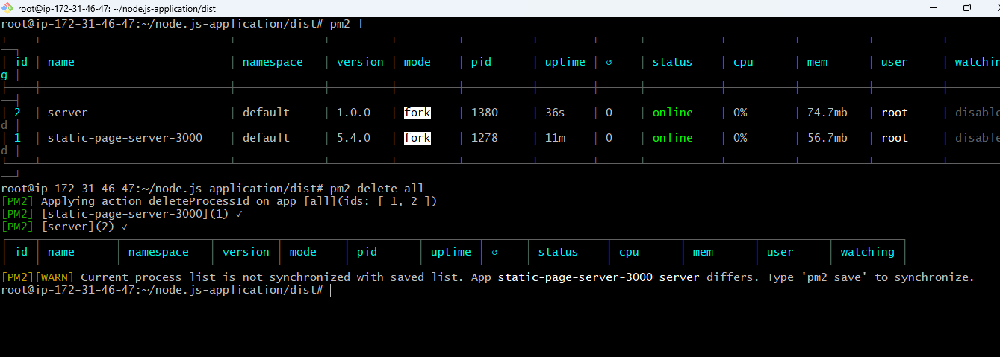 root@ip-172-31-46-47: ~/node.js-application/dist
root@ip-172-31-46-47:~/node.js-application/dist# pm2 l
│ id │ name │ namespace │ version │ mode │ pid │ uptime │ ↺ │ status │ cpu │ mem │ user │ watchin
g │
│ 2 │ server │ default │ 1.0.0 │ fork │ 1380 │ 36s │ 0 │ online │ 0% │ 74.7mb │ root │ disable
d │
│ 1 │ static-page-server-3000 │ default │ 5.4.0 │ fork │ 1278 │ 11m │ 0 │ online │ 0% │ 56.7mb │ root │ disable
d │
root@ip-172-31-46-47:~/node.js-application/dist# pm2 delete all
[PM2] Applying action deleteProcessId on app [all](ids: [ 1, 2 ])
[PM2] [static-page-server-3000](1) ✓
[PM2] [server](2) ✓
│ id │ name │ namespace │ version │ mode │ pid │ uptime │ ↺ │ status │ cpu │ mem │ user │ watching │
[PM2][WARN] Current process list is not synchronized with saved list. App static-page-server-3000 server differs. Type 'pm2 save' to synchronize.
root@ip-172-31-46-47:~/node.js-application/dist#